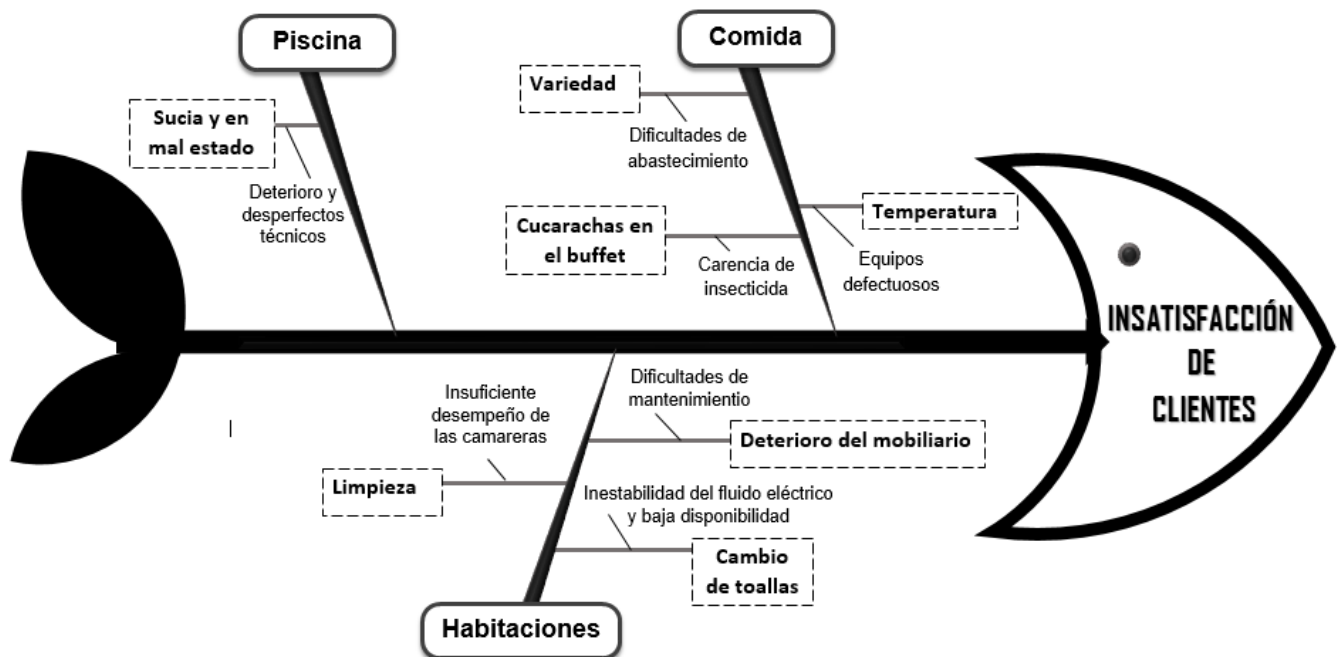 Piscina
Sucia y en
mal estado
Deterioro y
desperfectos
técnicos
Comida
Variedad
Dificultades de
abastecimiento
Cucarachas en
el buffet
Carencia de
insecticida
Temperatura
Equipos
defectuosos
INSATISFACCIÓN
DE
CLIENTES
Insuficiente
desempeño de
las camareras
Limpieza
Dificultades de
mantenimiento
Deterioro del mobiliario
Inestabilidad del fluido eléctrico
y baja disponibilidad
Cambio
de toallas
Habitaciones